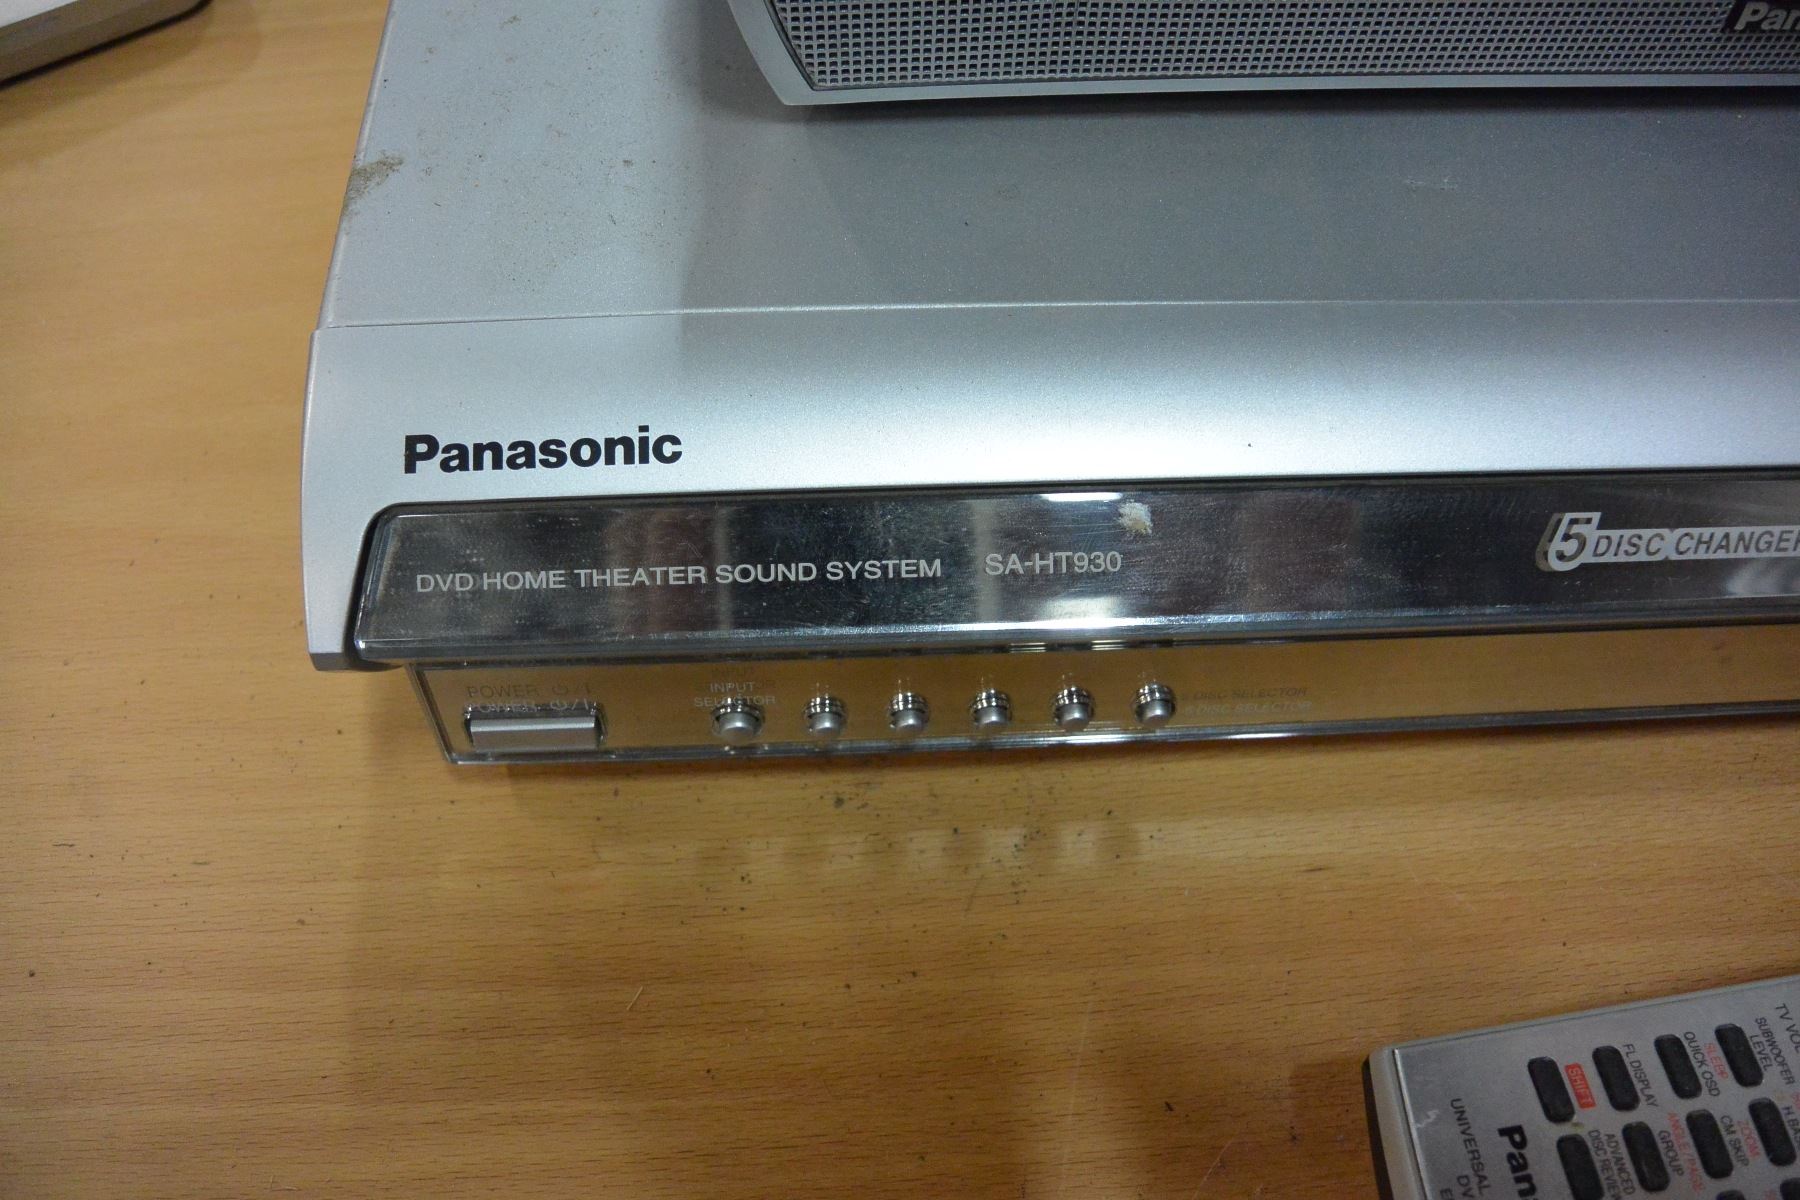 Panasonic
DVD HOME THEATER SOUND SYSTEM SA-HT930
5 DISC CHANGER
POWER ⏻/I
INPUT
SELECTOR
5 DISC SELECTOR
TV VOL
SUBWOOFER
LEVEL
SLEEP
QUICK OSD
FL DISPLAY
SHIFT
ZOOM
CM SKIP
ANGLE/PAGE
GROUP
ADVANCED
DISC REVIEW
UNIVERSAL